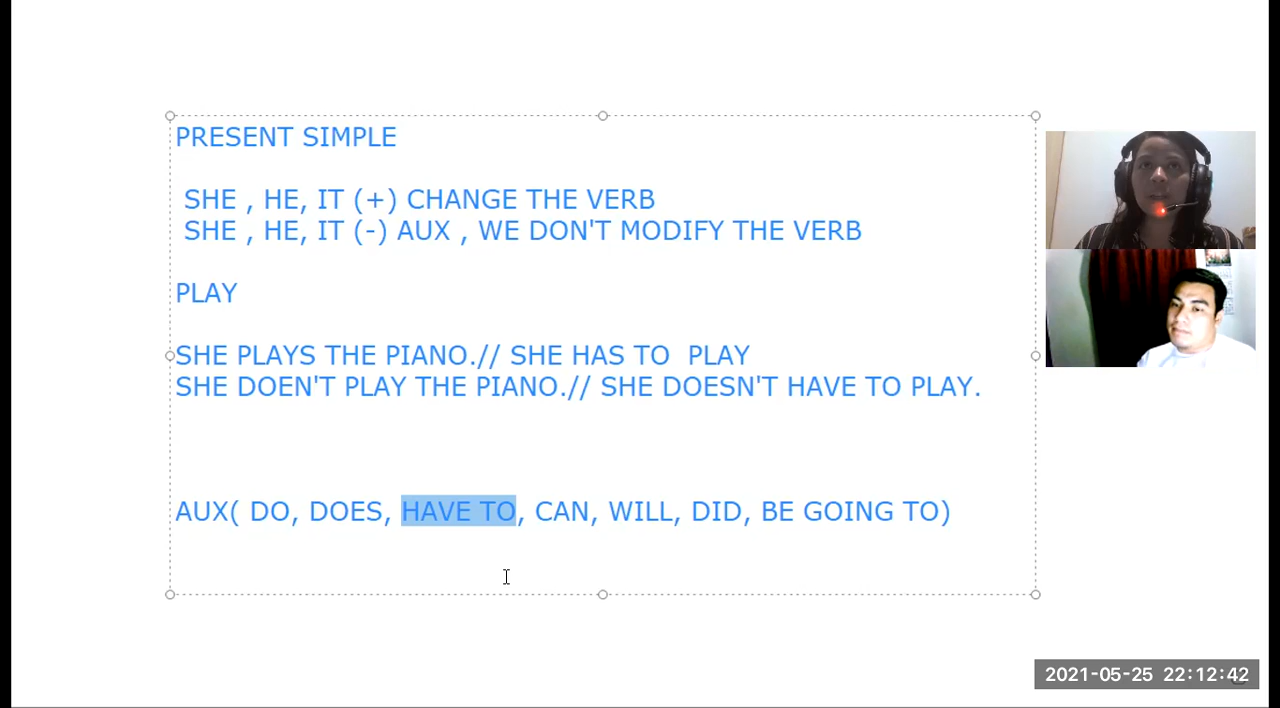 PRESENT SIMPLE
SHE , HE, IT (+) CHANGE THE VERB
SHE , HE, IT (-) AUX , WE DON'T MODIFY THE VERB
PLAY
SHE PLAYS THE PIANO.// SHE HAS TO  PLAY
SHE DOEN'T PLAY THE PIANO.// SHE DOESN'T HAVE TO PLAY.
AUX( DO, DOES, HAVE TO, CAN, WILL, DID, BE GOING TO)
2021-05-25 22:12:42